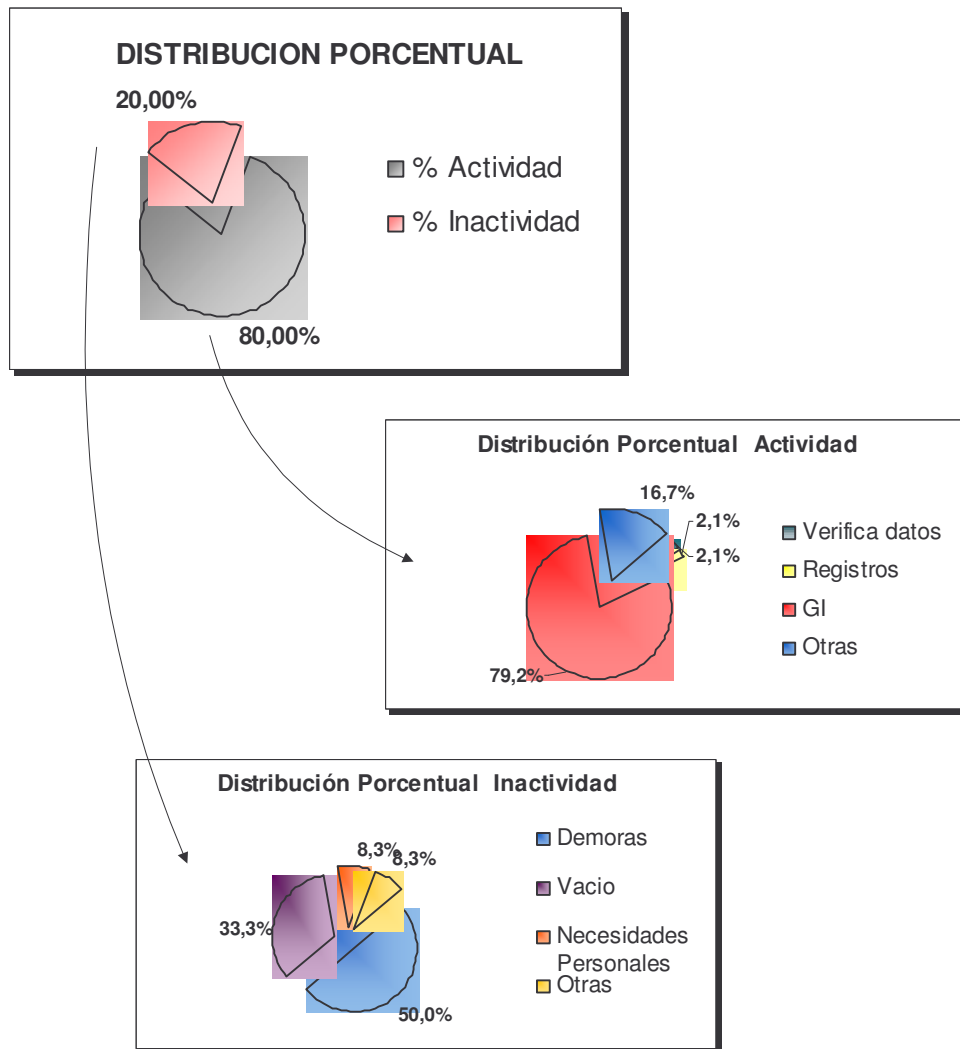 DISTRIBUCION PORCENTUAL
20,00%
% Actividad
% Inactividad
80,00%
Distribución Porcentual Actividad
16,7%
2,1%
2,1%
79,2%
Verifica datos
Registros
GI
Otras
Distribución Porcentual Inactividad
8,3%
8,3%
33,3%
50,0%
Demoras
Vacio
Necesidades
Personales
Otras